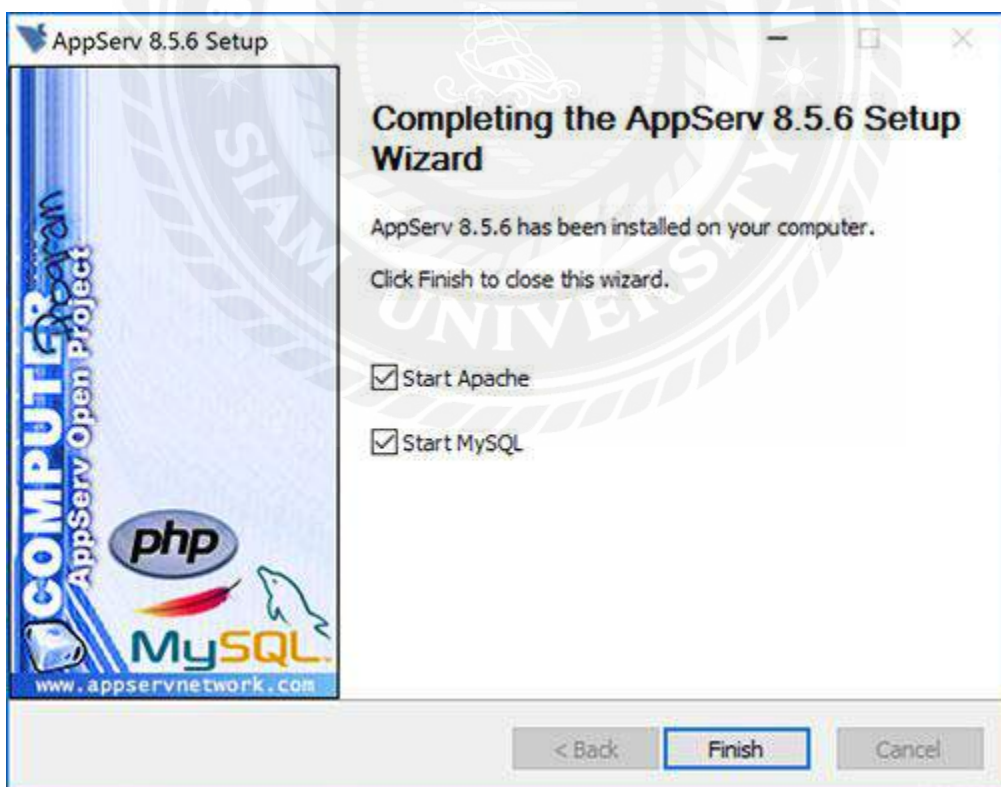 AppServ 8.5.6 Setup
Completing the AppServ 8.5.6 Setup
Wizard
AppServ 8.5.6 has been installed on your computer.
Click Finish to close this wizard.
Start Apache
Start MySQL
COMPUTER
Program
AppServ Open Project
php
MySQL
www.appservnetwork.com
< Back
Finish
Cancel
SIAM UNIVERSITY